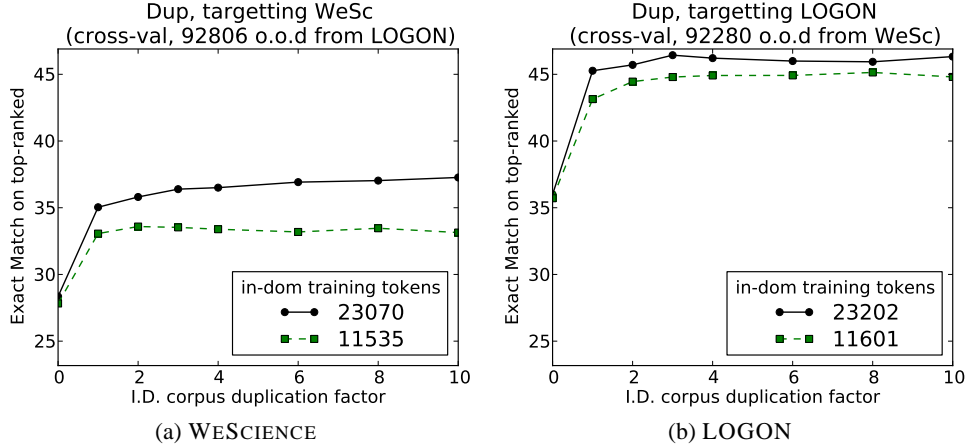 Dup, targetting WeSc
(cross-val, 92806 o.o.d from LOGON)
Exact Match on top-ranked
45
40
35
30
25
in-dom training tokens
23070
11535
0 2 4 6 8 10
I.D. corpus duplication factor
(a) WESCIENCE
Dup, targetting LOGON
(cross-val, 92280 o.o.d from WeSc)
Exact Match on top-ranked
45
40
35
30
25
in-dom training tokens
23202
11601
0 2 4 6 8 10
I.D. corpus duplication factor
(b) LOGON